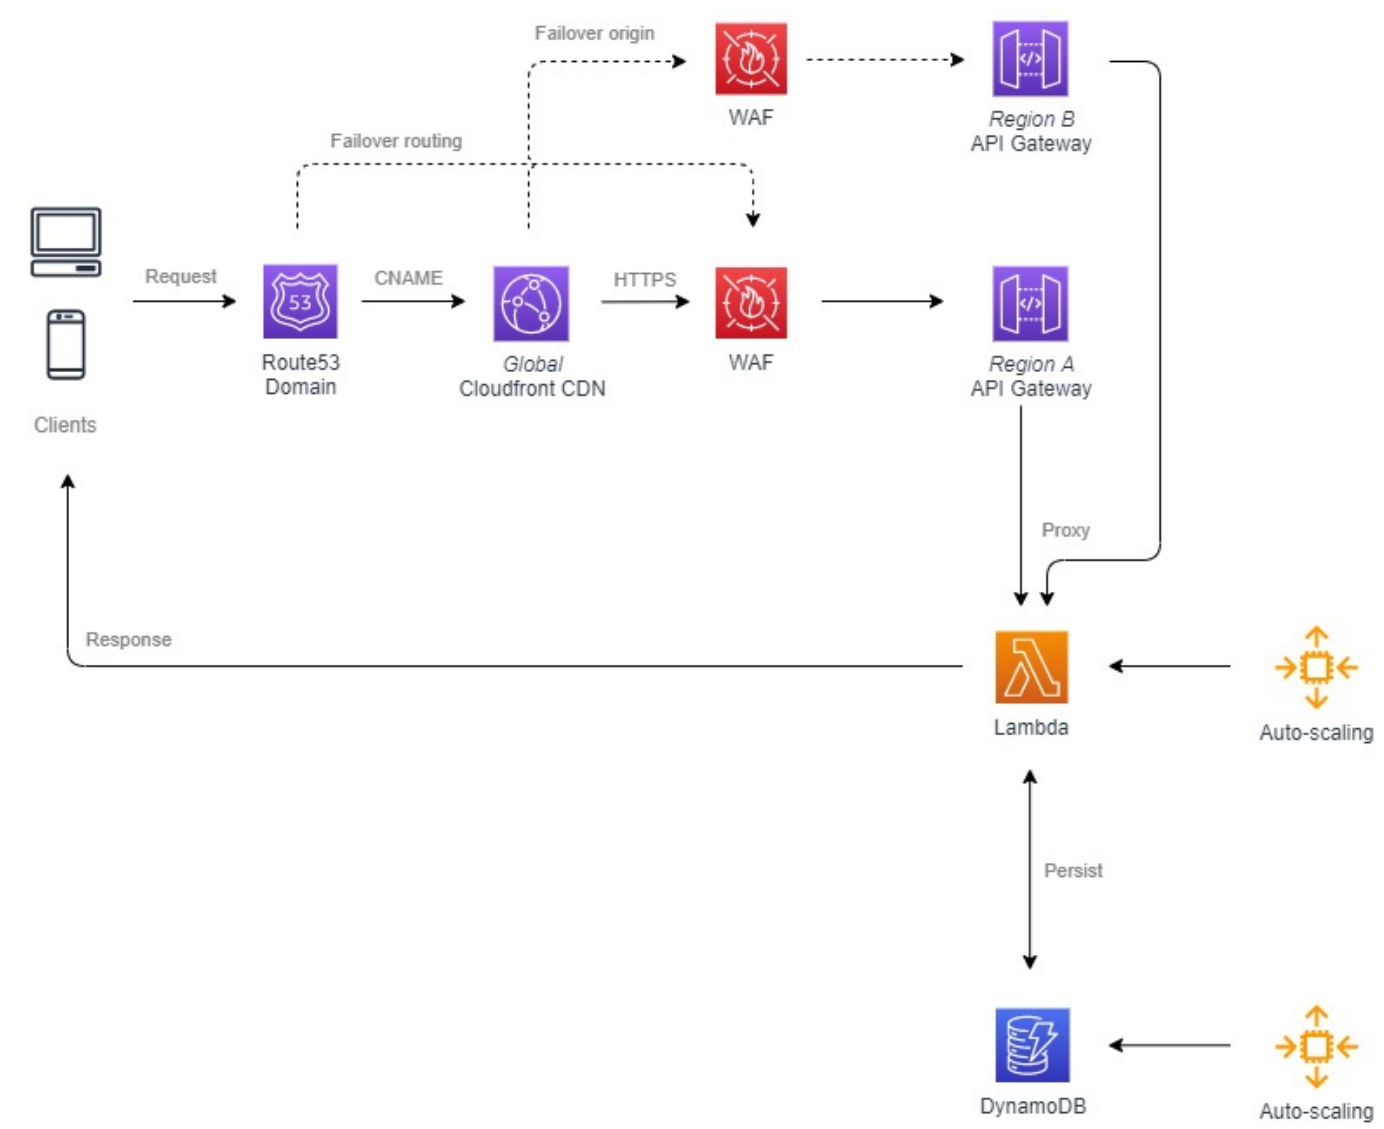 Failover origin
WAF
Region B
API Gateway
Failover routing
Request
CNAME
HTTPS
53
Route53
Domain
Global
Cloudfront CDN
WAF
Region A
API Gateway
Clients
Proxy
Response
Lambda
Auto-scaling
Persist
DynamoDB
Auto-scaling